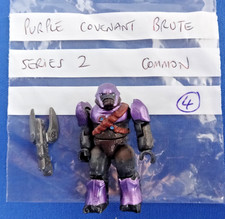 PURPLE COVENANT BRUTE
SERIES 2 COMMON
4